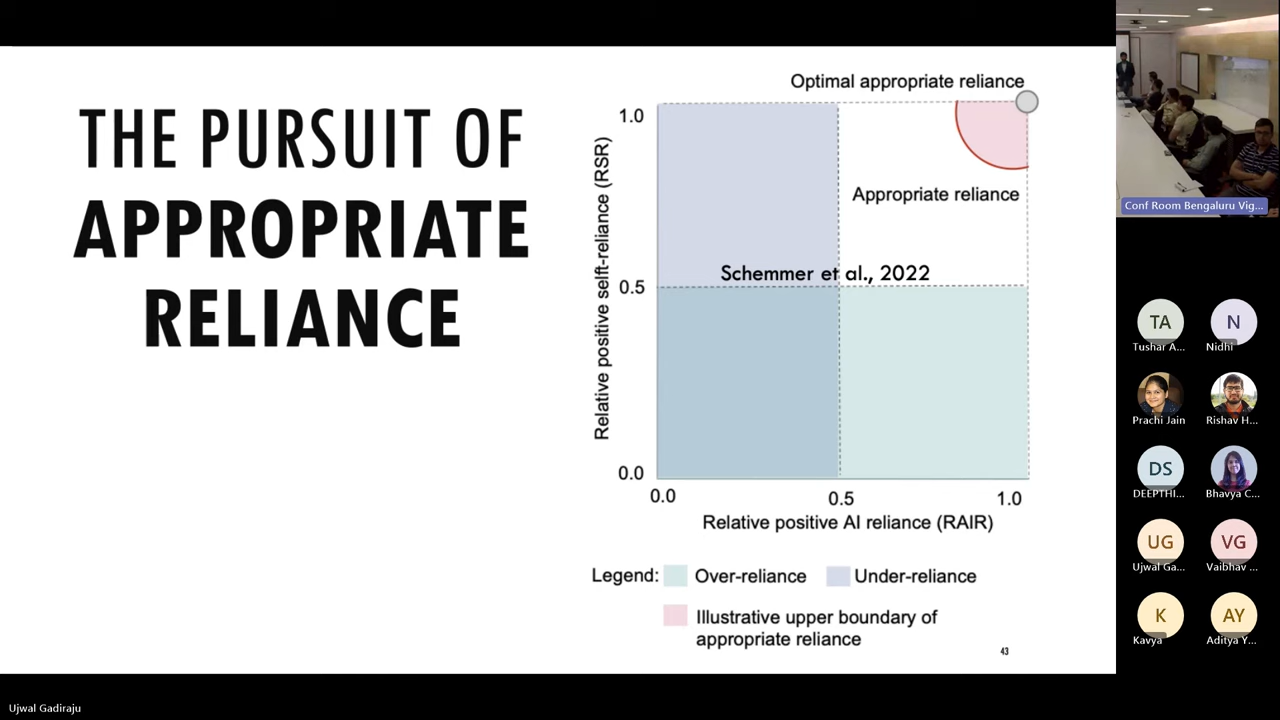 THE PURSUIT OF
APPROPRIATE
RELIANCE
Optimal appropriate reliance
1.0
Appropriate reliance
Schemmer et al., 2022
0.5
0.0
Relative positive selft-reliance (RSR)
0.0
0.5
1.0
Relative positive AI reliance (RAIR)
Legend:
Over-reliance
Under-reliance
Illustrative upper boundary of
appropriate reliance
43
Conf Room Bengaluru Vig...
TA
Tushar A...
N
Nidhi
Prachi Jain
Rishav H...
DS
DEEPTHI...
Bhavya C...
UG
Ujwal Ga...
VG
Vaibhav ...
K
Kavya
AY
Aditya Y...
Ujwal Gadiraju